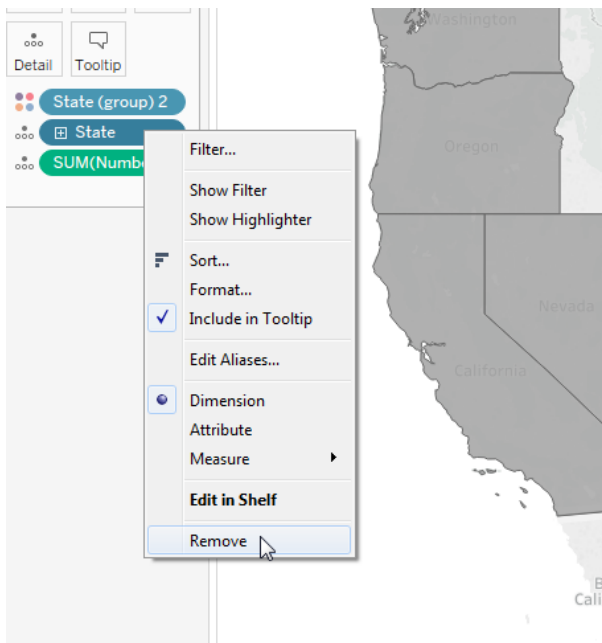 Detail Tooltip
State (group) 2
State
SUM(Numb
Filter...
Show Filter
Show Highlighter
Sort...
Format...
Include in Tooltip
Edit Aliases...
Dimension
Attribute
Measure
Edit in Shelf
Remove
Washington
Oregon
Nevada
California
B
Cali